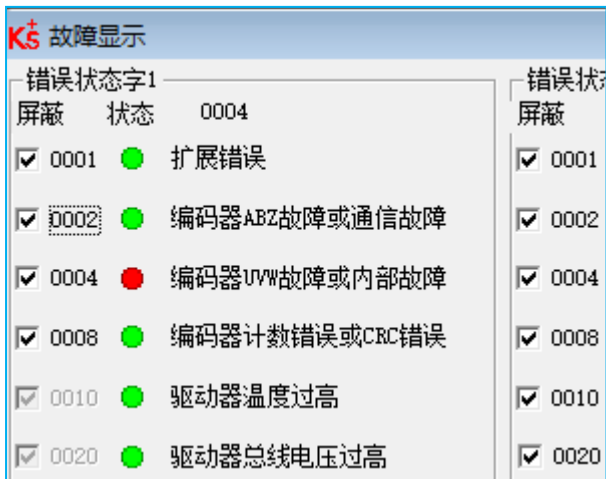 K5+ 故障显示
错误状态字1 错误状
屏蔽 状态 0004 屏蔽
0001 扩展错误 0001
0002 编码器ABZ故障或通信故障 0002
0004 编码器UVW故障或内部故障 0004
0008 编码器计数错误或CRC错误 0008
0010 驱动器温度过高 0010
0020 驱动器总线电压过高 0020